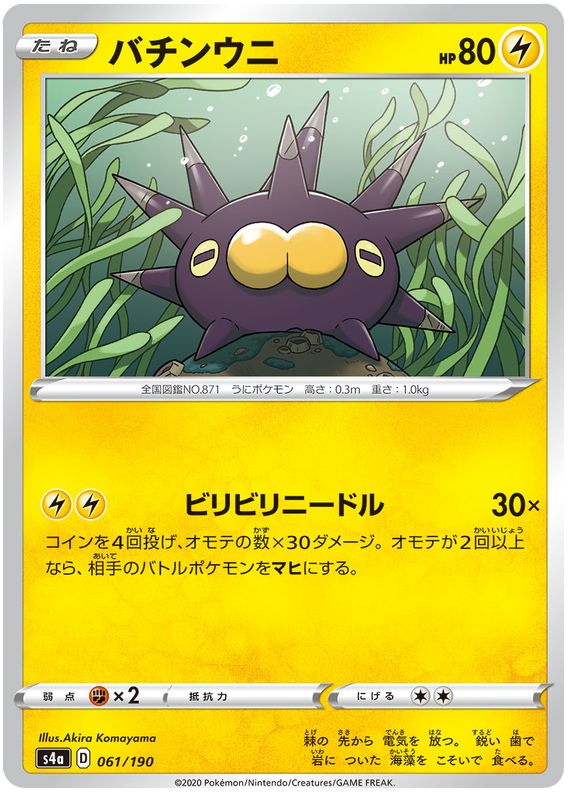 たね バチンウニ HP80
全国図鑑NO.871 うにポケモン 高さ:0.3m 重さ:1.0kg
ビリビリニードル 30×
コインを4回投げ、オモテの数×30ダメージ。オモテが2回以上
なら、相手のバトルポケモンをマヒにする。
弱点 ×2 抵抗力 にげる
Illus.Akira Komayama
s4a D 061/190
棘の先から電気を放つ。鋭い歯で
岩についた海藻をこそいで食べる。
©2020 Pokémon/Nintendo/Creatures/GAME FREAK.